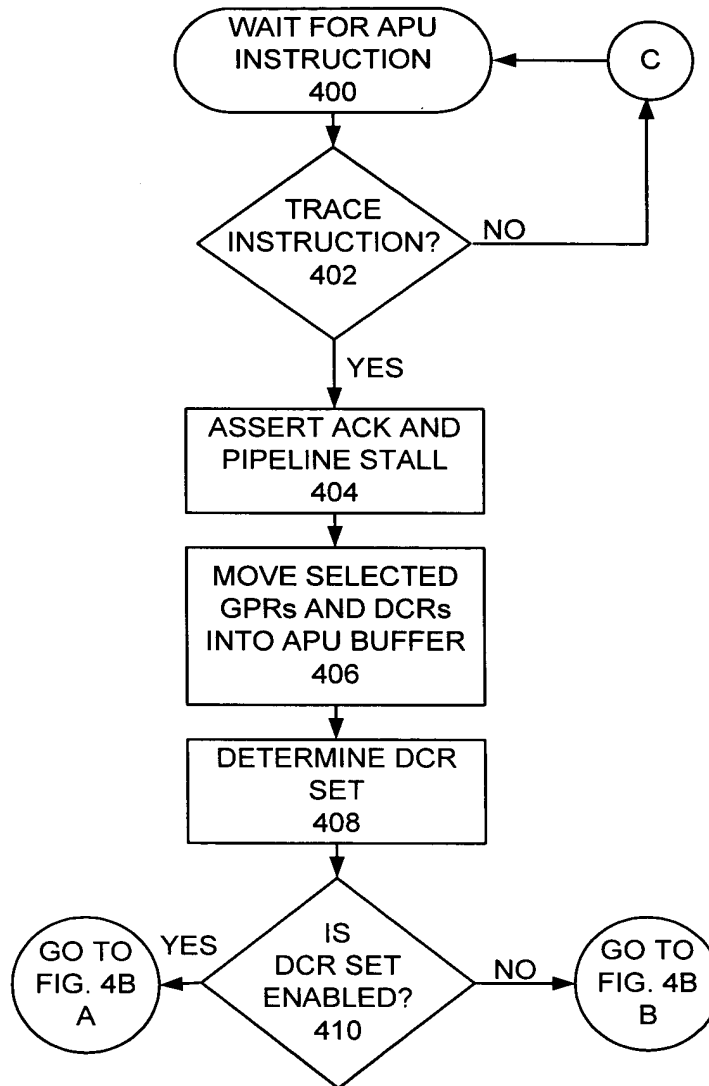 WAIT FOR APU
INSTRUCTION
400
C
TRACE
INSTRUCTION?
402
NO
YES
ASSERT ACK AND
PIPELINE STALL
404
MOVE SELECTED
GPRs AND DCRs
INTO APU BUFFER
406
DETERMINE DCR
SET
408
IS
DCR SET
ENABLED?
410
YES
GO TO
FIG. 4B
A
NO
GO TO
FIG. 4B
B